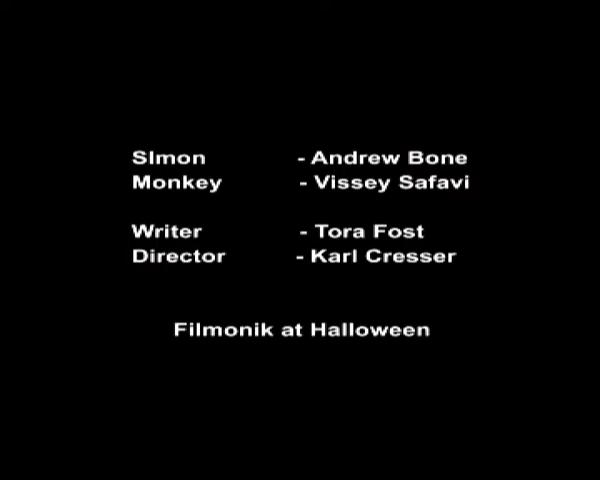 SImon - Andrew Bone
Monkey - Vissey Safavi
Writer - Tora Fost
Director - Karl Cresser
Filmonik at Halloween